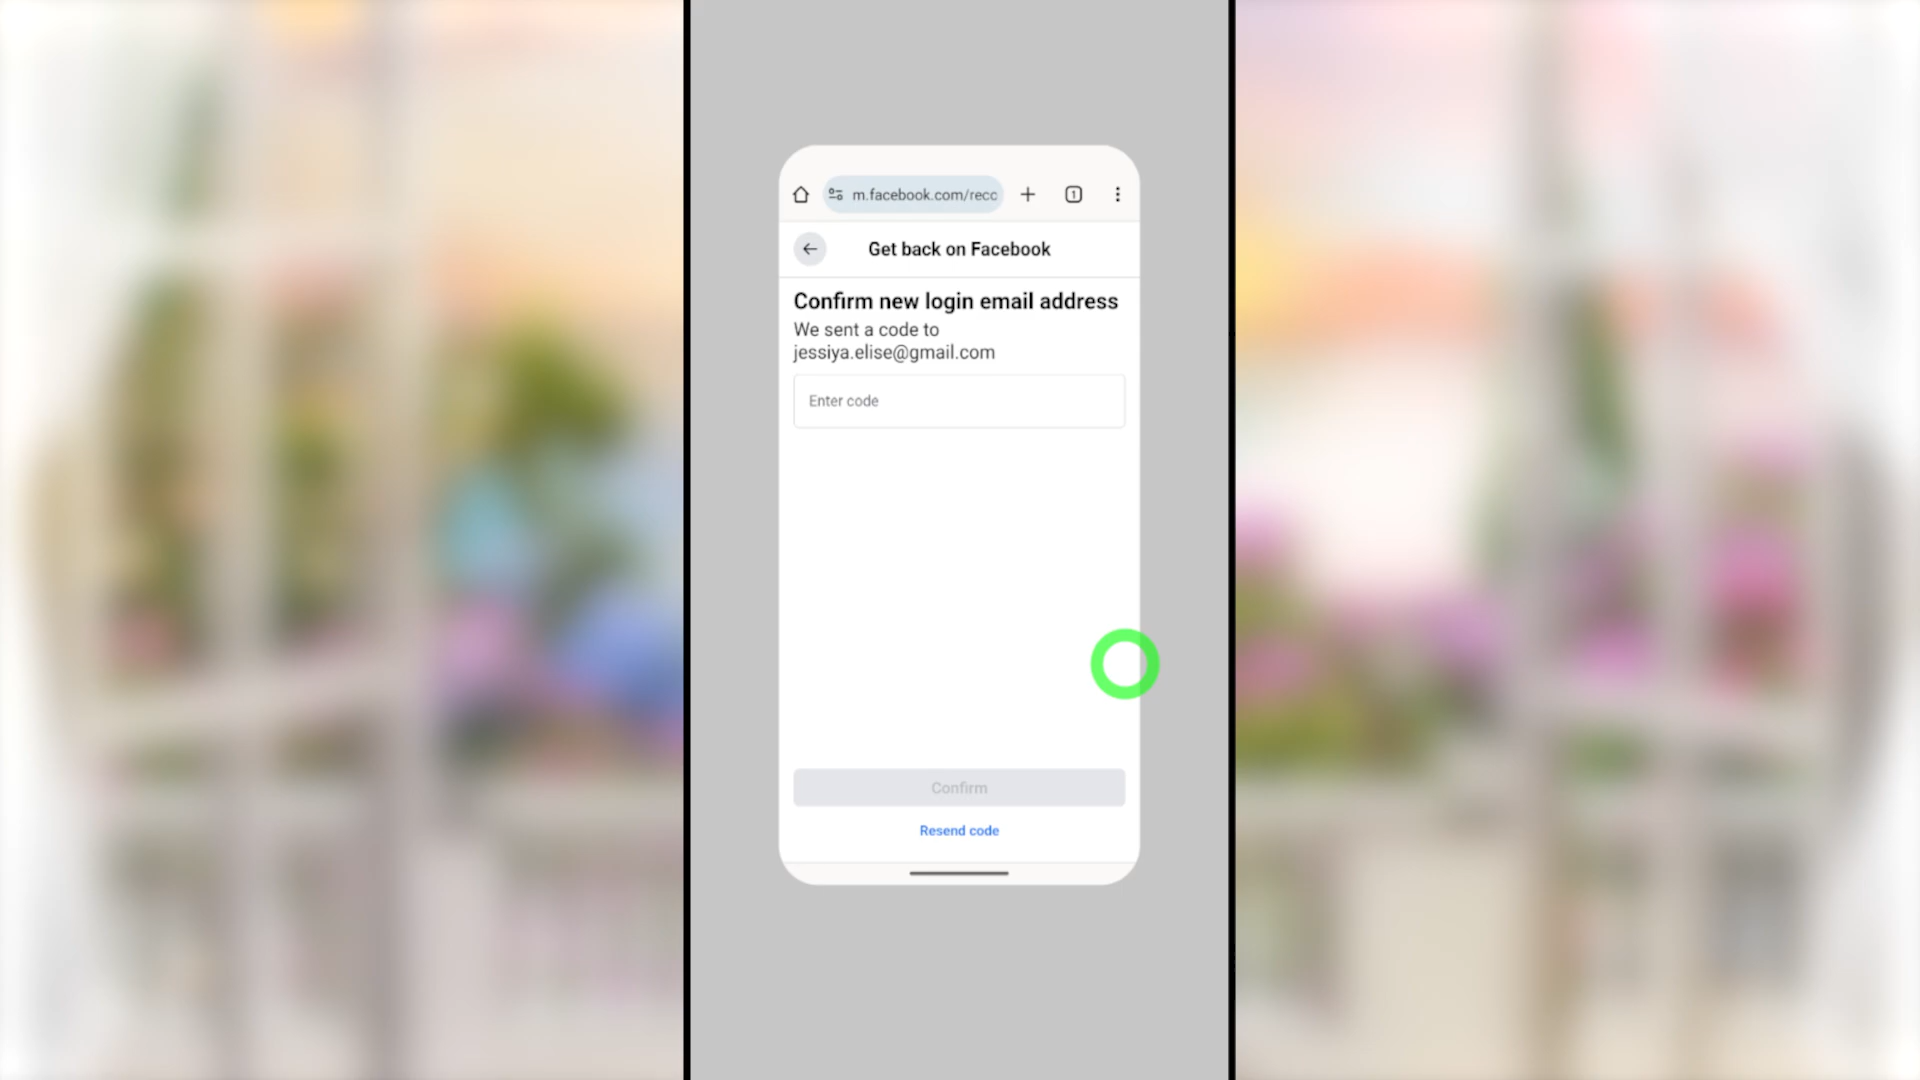 m.facebook.com/recc
1
Get back on Facebook
Confirm new login email address
We sent a code to
jessiya.elise@gmail.com
Enter code
Confirm
Resend code